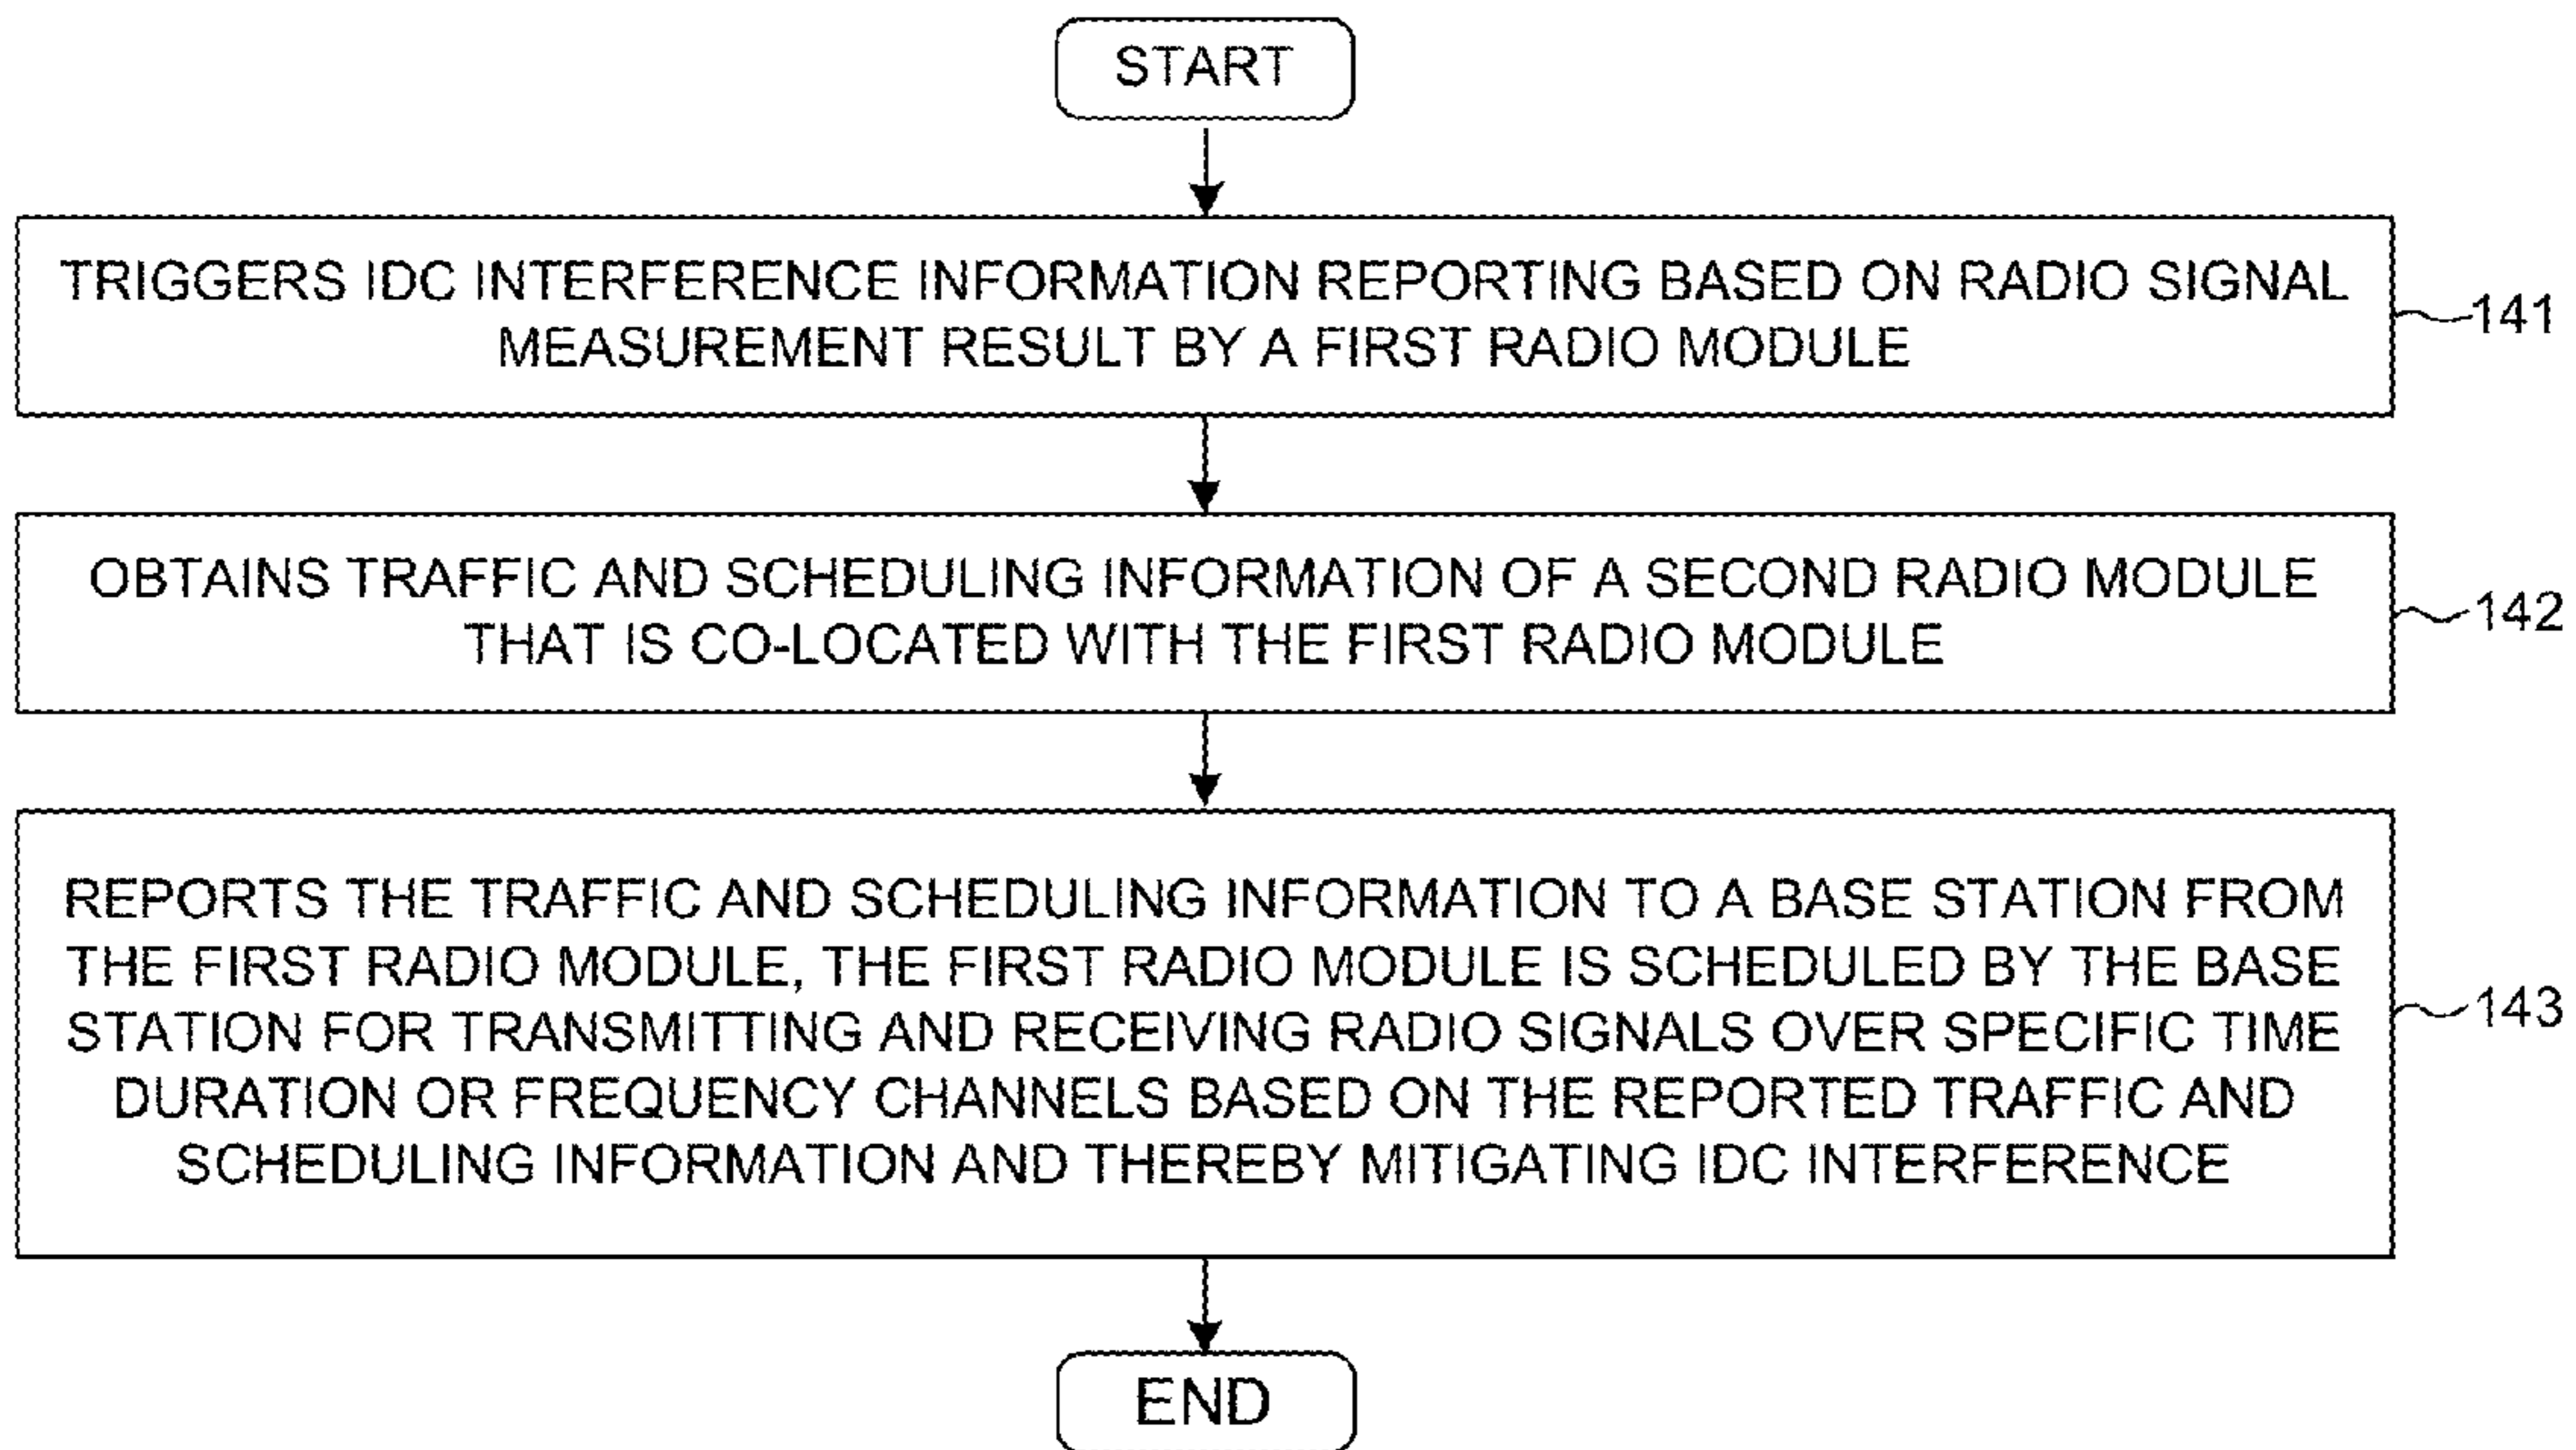 START
TRIGGERS IDC INTERFERENCE INFORMATION REPORTING BASED ON RADIO SIGNAL
MEASUREMENT RESULT BY A FIRST RADIO MODULE
141
OBTAINS TRAFFIC AND SCHEDULING INFORMATION OF A SECOND RADIO MODULE
THAT IS CO-LOCATED WITH THE FIRST RADIO MODULE
142
REPORTS THE TRAFFIC AND SCHEDULING INFORMATION TO A BASE STATION FROM
THE FIRST RADIO MODULE, THE FIRST RADIO MODULE IS SCHEDULED BY THE BASE
STATION FOR TRANSMITTING AND RECEIVING RADIO SIGNALS OVER SPECIFIC TIME
DURATION OR FREQUENCY CHANNELS BASED ON THE REPORTED TRAFFIC AND
SCHEDULING INFORMATION AND THEREBY MITIGATING IDC INTERFERENCE
143
END